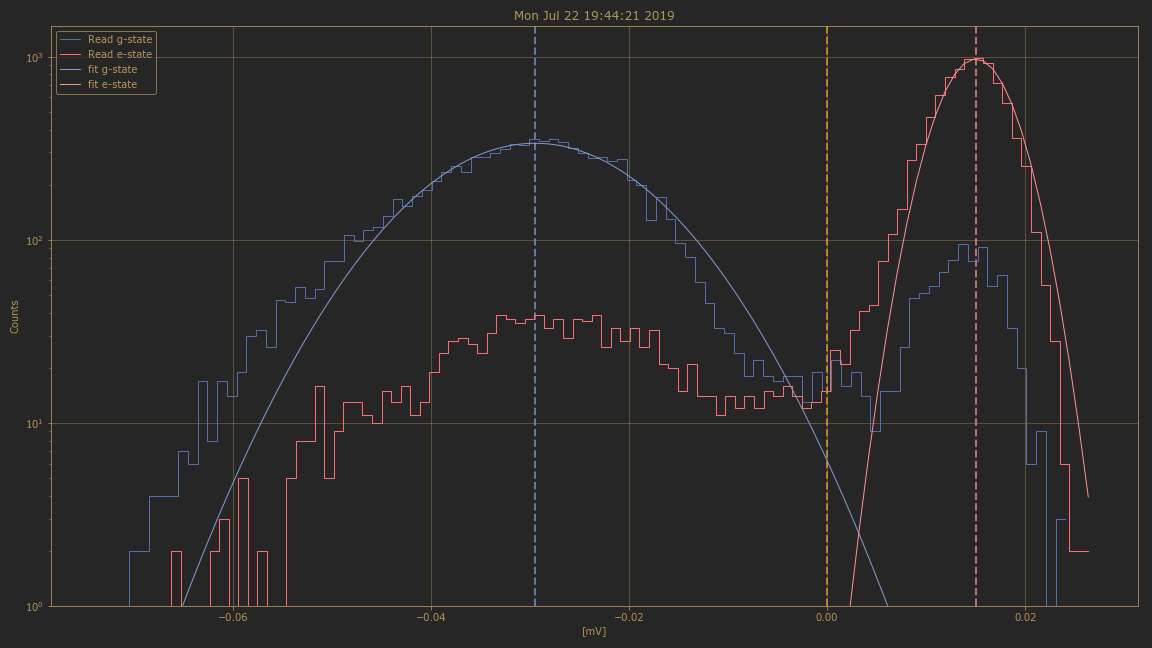 Mon Jul 22 19:44:21 2019
Read g-state
Read e-state
fit g-state
fit e-state
10³
10²
10¹
10⁰
Counts
−0.06
−0.04
−0.02
0.00
0.02
[mV]